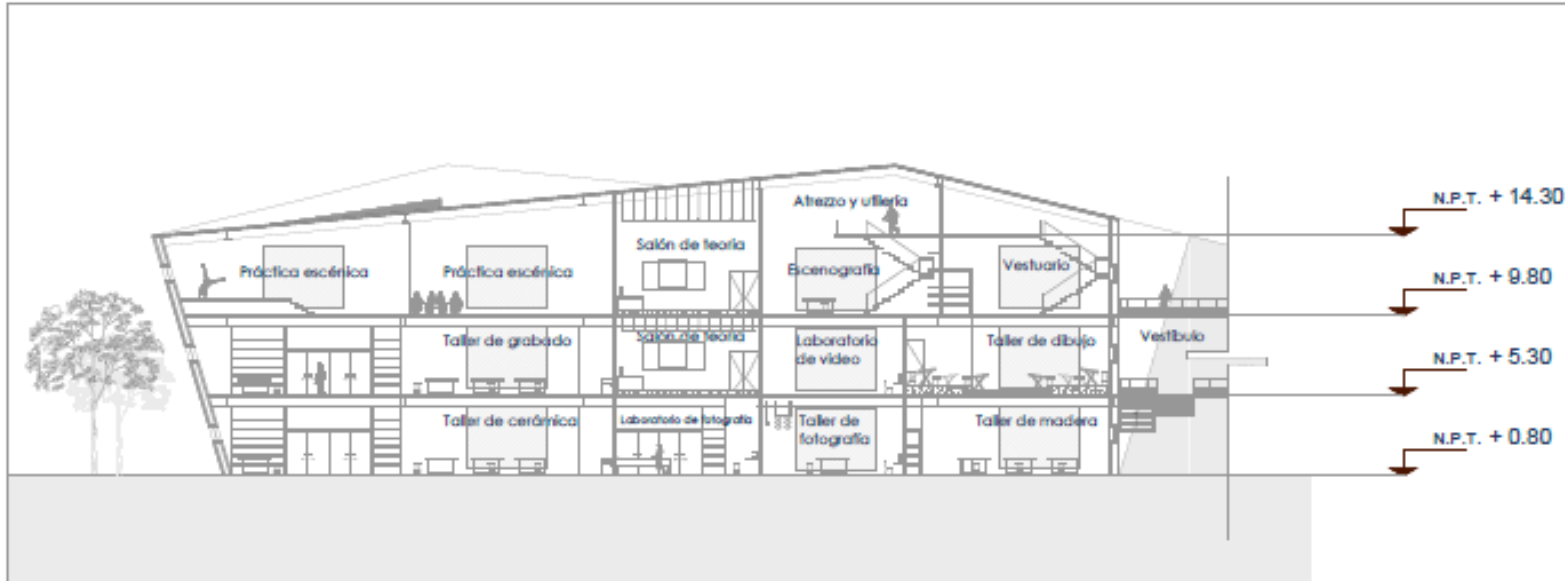 N.P.T. + 14.30
Atrezzo y utilería
Salón de teoría
Práctica escénica
Práctica escénica
Escenografía
Vestuario
N.P.T. + 9.80
Taller de grabado
Salón de teoría
Laboratorio
de video
Taller de dibujo
Vestíbulo
N.P.T. + 5.30
Taller de cerámica
Laboratorio de fotografía
Taller de
fotografía
Taller de madera
N.P.T. + 0.80